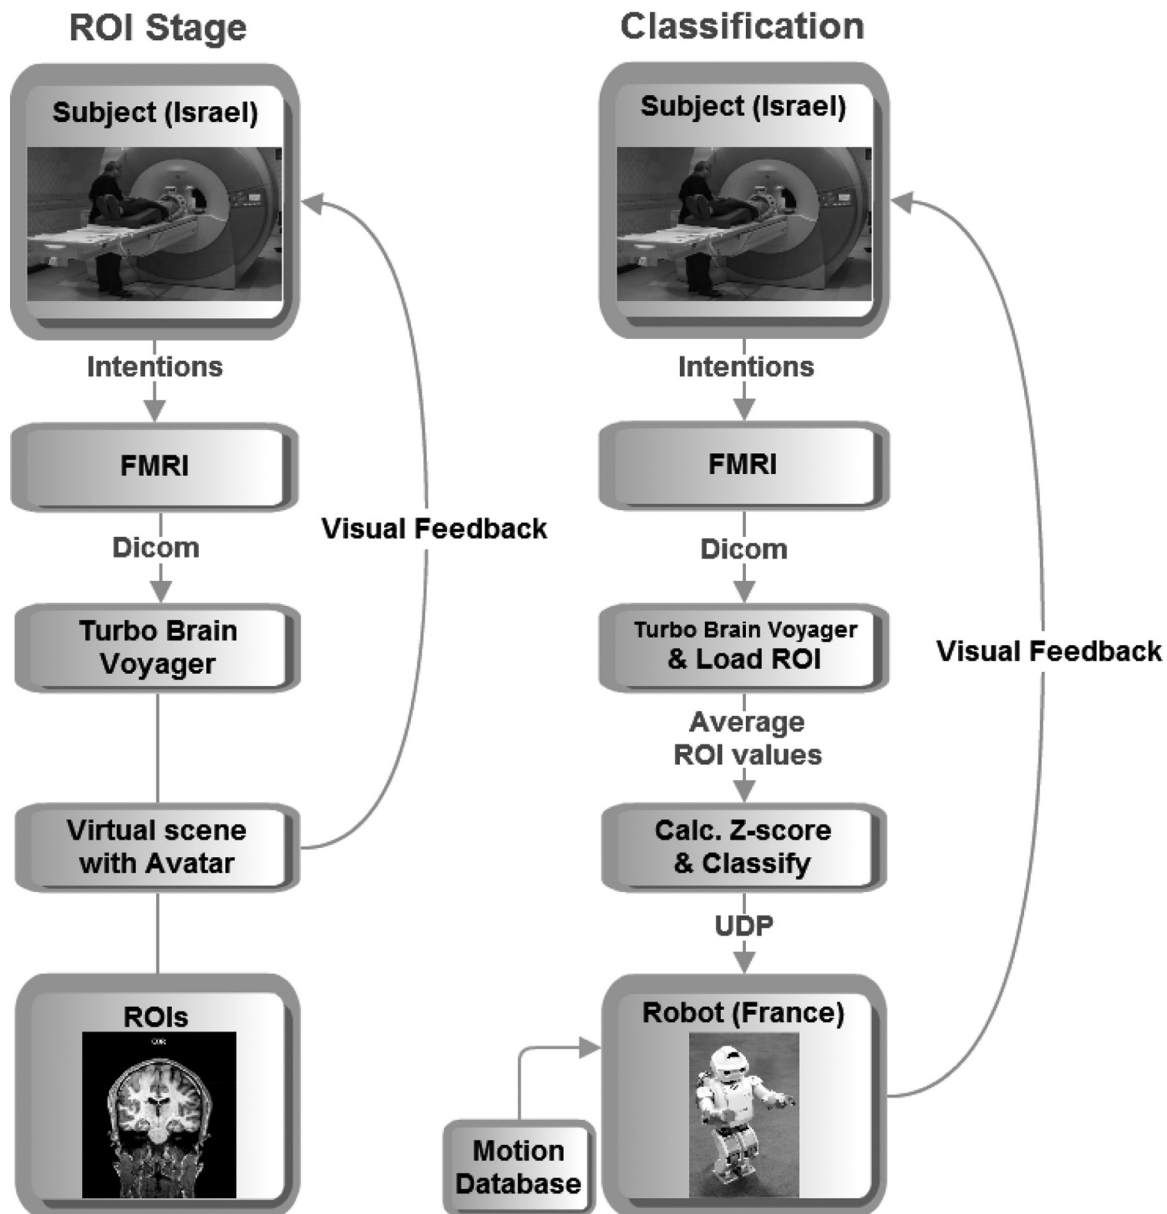 ROI Stage
Subject (Israel)
Intentions
FMRI
Dicom
Turbo Brain
Voyager
Virtual scene
with Avatar
ROIs
COR
Visual Feedback
Classification
Subject (Israel)
Intentions
FMRI
Dicom
Turbo Brain Voyager
& Load ROI
Average
ROI values
Calc. Z-score
& Classify
UDP
Robot (France)
Motion
Database
Visual Feedback